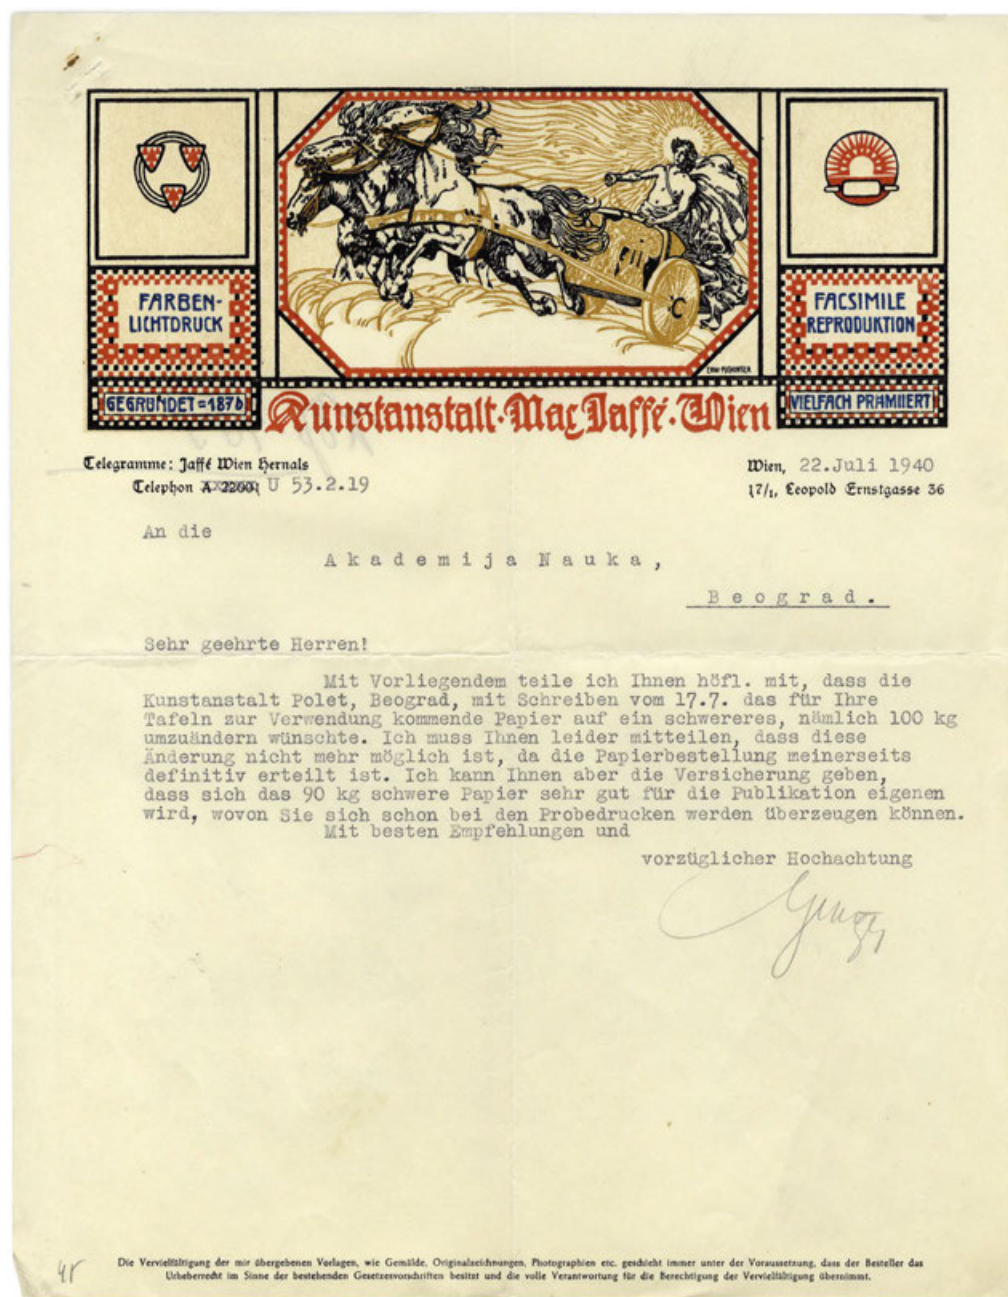 FARBEN-
LICHTDRUCK
GEGRÜNDET=1876
FACSIMILE
REPRODUKTION
VIELFACH PRÄMIIERT
Kunstanstalt·Max Jaffé·Wien
Telegramme: Jaffé Wien Hernals
Telephon A 22001 U 53.2.19
Wien, 22.Juli 1940
17/1, Leopold Ernstgasse 36
An die
Akademija Nauka,
Beograd.
Sehr geehrte Herren!
Mit Vorliegendem teile ich Ihnen höfl. mit, dass die
Kunstanstalt Polet, Beograd, mit Schreiben vom 17.7. das für Ihre
Tafeln zur Verwendung kommende Papier auf ein schwereres, nämlich 100 kg
umzuändern wünschte. Ich muss Ihnen leider mitteilen, dass diese
Änderung nicht mehr möglich ist, da die Papierbestellung meinerseits
definitiv erteilt ist. Ich kann Ihnen aber die Versicherung geben,
dass sich das 90 kg schwere Papier sehr gut für die Publikation eigenen
wird, wovon Sie sich schon bei den Probedrucken werden überzeugen können.
Mit besten Empfehlungen und
vorzüglicher Hochachtung
Die Vervielfältigung der mir übergebenen Vorlagen, wie Gemälde, Originalzeichnungen, Photographien etc. geschieht immer unter der Voraussetzung, dass der Besteller das
Urheberrecht im Sinne der bestehenden Gesetzesvorschriften besitzt und die volle Verantwortung für die Berechtigung der Vervielfältigung übernimmt.